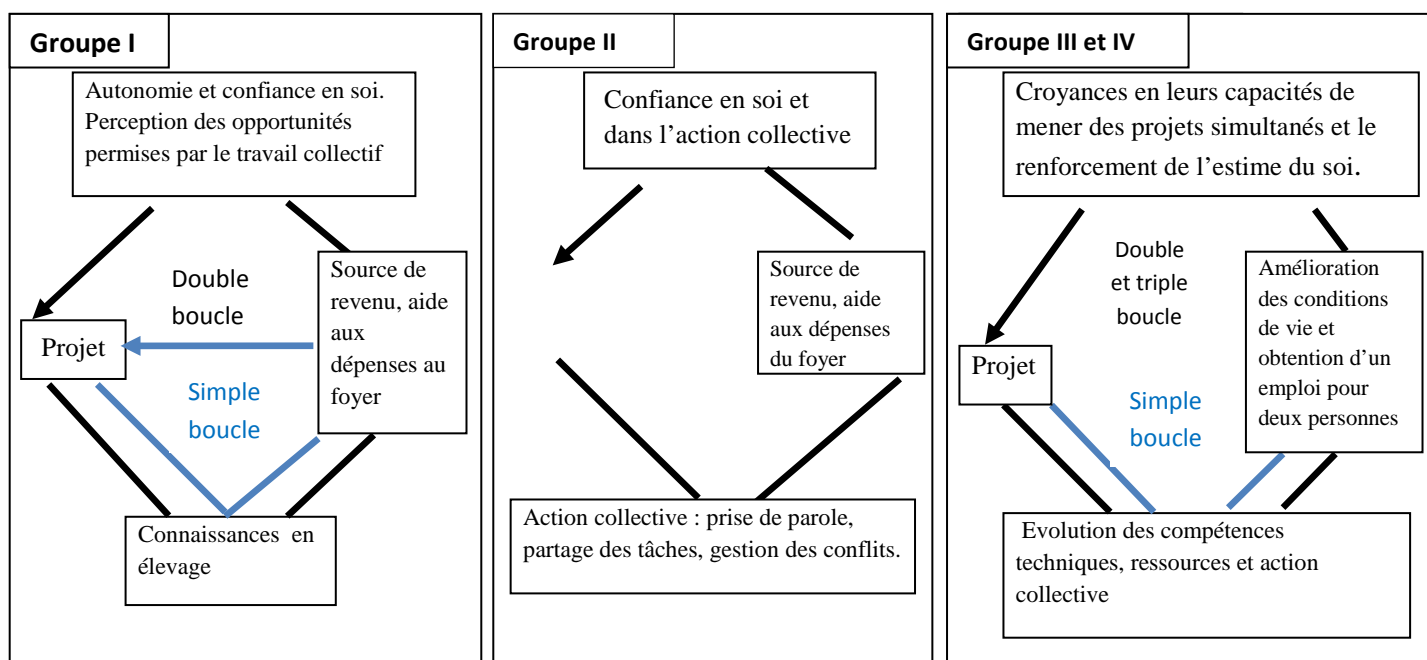 Groupe I
Autonomie et confiance en soi.
Perception des opportunités
permises par le travail collectif
Double
boucle
Source de
revenu, aide
aux
dépenses au
foyer
Projet
Simple
boucle
Connaissances en
élevage
Groupe II
Confiance en soi et
dans l’action collective
Source de
revenu, aide
aux dépenses
du foyer
Action collective : prise de parole,
partage des tâches, gestion des conflits.
Groupe III et IV
Croyances en leurs capacités de
mener des projets simultanés et le
renforcement de l’estime du soi.
Double
et triple
boucle
Amélioration
des conditions
de vie et
obtention d’un
emploi pour
deux personnes
Projet
Simple
boucle
Evolution des compétences
techniques, ressources et action
collective